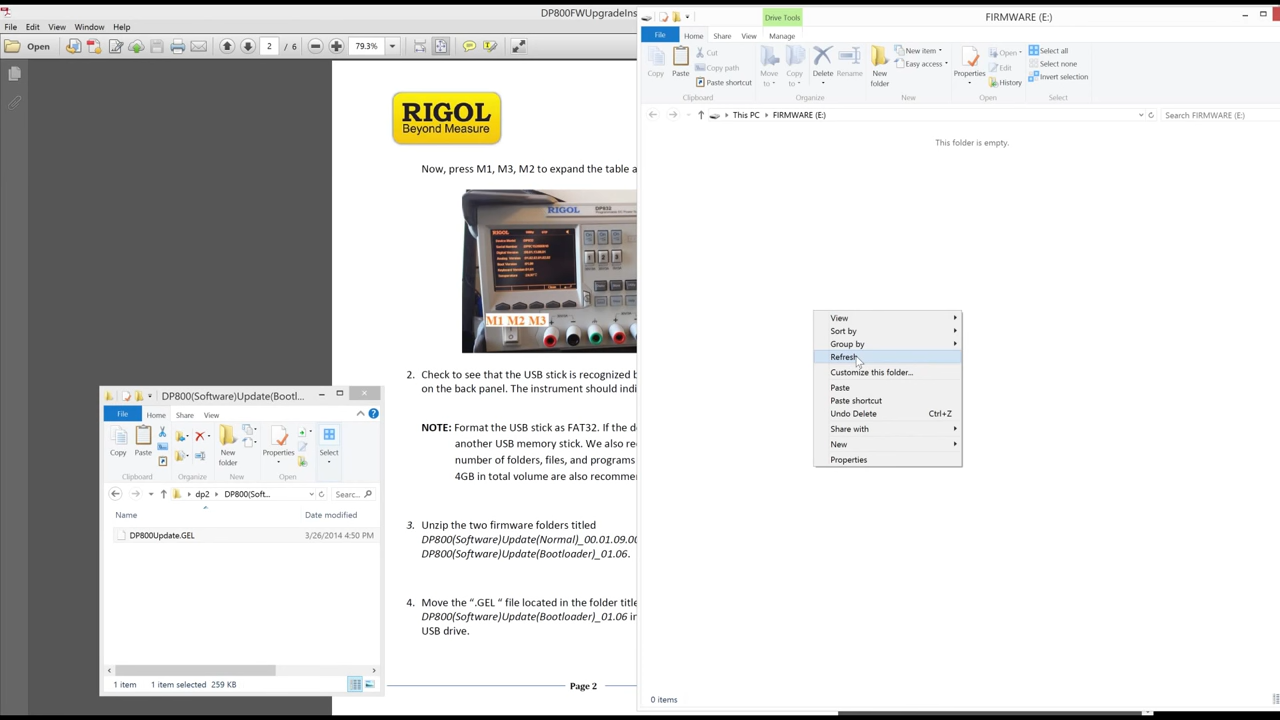 DP800FWUpgradeIns
File Edit View Window Help
Open
2 / 6
79.3%
RIGOL
Beyond Measure
Now, press M1, M3, M2 to expand the table a
RIGOL
RIGOL
DP832
M1 M2 M3
2. Check to see that the USB stick is recognized b
on the back panel. The instrument should indi
NOTE: Format the USB stick as FAT32. If the de
another USB memory stick. We also re
number of folders, files, and programs
4GB in total volume are also recomme
3. Unzip the two firmware folders titled
DP800(Software)Update(Normal)_00.01.09.00
DP800(Software)Update(Bootloader)_01.06.
4. Move the ".GEL " file located in the folder title
DP800(Software)Update(Bootloader)_01.06 in
USB drive.
Page 2
DP800(Software)Update(Bootl...
File Home Share View
Copy Paste
New
folder
Properties
Select
Clipboard Organize New Open
dp2 DP800(Soft... Searc...
Name Date modified
DP800Update.GEL 3/26/2014 4:50 PM
1 item 1 item selected 259 KB
Drive Tools
FIRMWARE (E:)
File Home Share View Manage
Copy Paste
Cut
Copy path
Paste shortcut
Move
to
Copy
to
Delete Rename
New
folder
New item
Easy access
Properties
Open
Edit
History
Select all
Select none
Invert selection
Clipboard Organize New Open Select
This PC FIRMWARE (E:)
Search FIRMWARE (E:)
This folder is empty.
View
Sort by
Group by
Refresh
Customize this folder...
Paste
Paste shortcut
Undo Delete Ctrl+Z
Share with
New
Properties
0 items